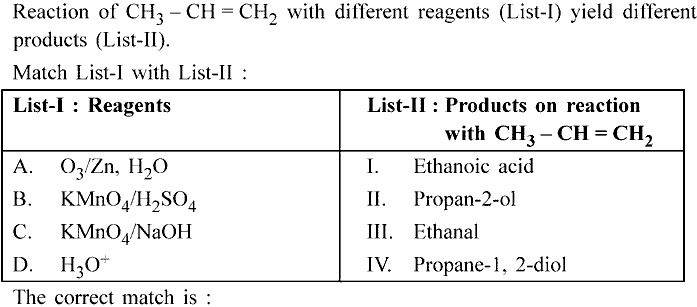 Reaction of CH₃ – CH = CH₂ with different reagents (List-I) yield different
products (List-II).
Match List-I with List-II :
List-I : Reagents List-II : Products on reaction
with CH₃ – CH = CH₂
A. O₃/Zn, H₂O I. Ethanoic acid
B. KMnO₄/H₂SO₄ II. Propan-2-ol
C. KMnO₄/NaOH III. Ethanal
D. H₃O⁺ IV. Propane-1, 2-diol
The correct match is :